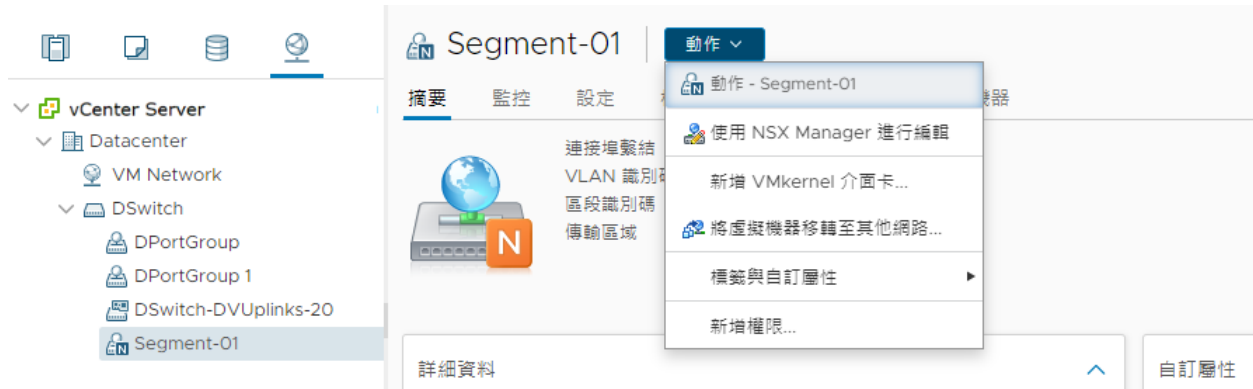 vCenter Server
Datacenter
VM Network
DSwitch
DPortGroup
DPortGroup 1
DSwitch-DVUplinks-20
Segment-01
Segment-01
動作
摘要
監控
設定
連接埠繫結
VLAN 識別
區段識別碼
傳輸區域
動作 - Segment-01
使用 NSX Manager 進行編輯
新增 VMkernel 介面卡...
將虛擬機器移轉至其他網路...
標籤與自訂屬性
新增權限...
詳細資料
自訂屬性